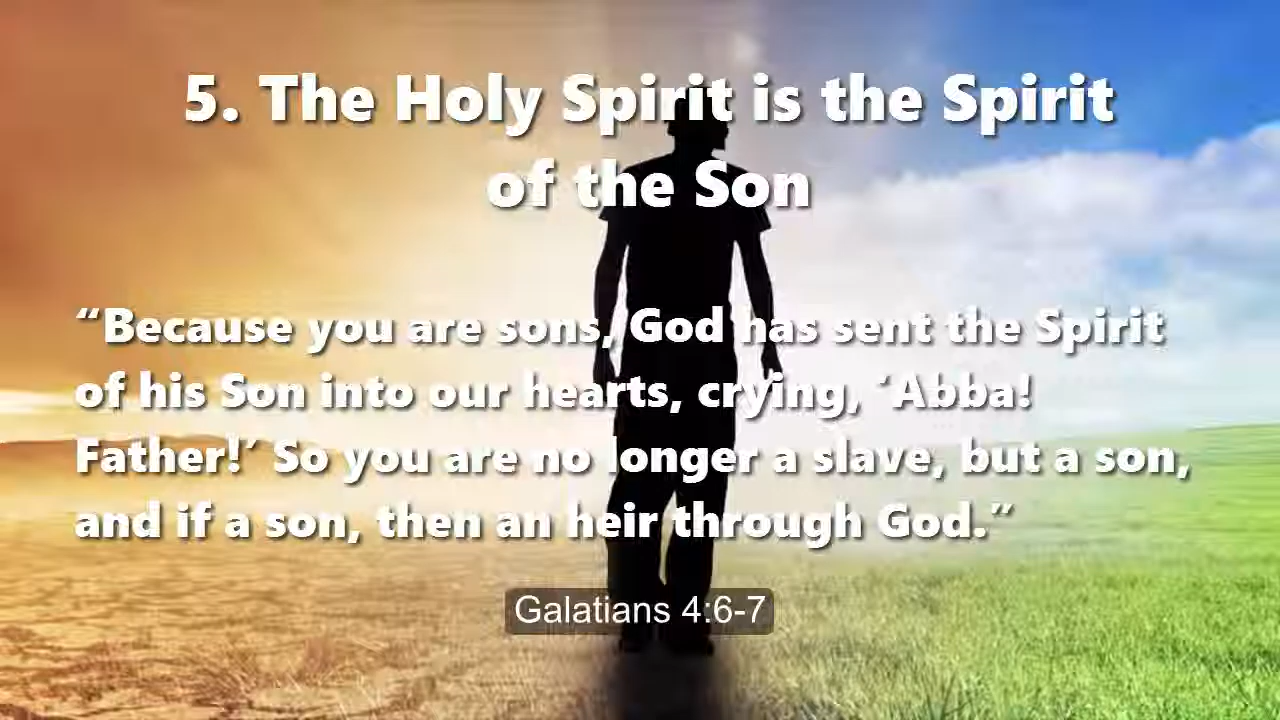 5. The Holy Spirit is the Spirit
of the Son
“Because you are sons, God has sent the Spirit
of his Son into our hearts, crying, ‘Abba!
Father!’ So you are no longer a slave, but a son,
and if a son, then an heir through God.”
Galatians 4:6-7